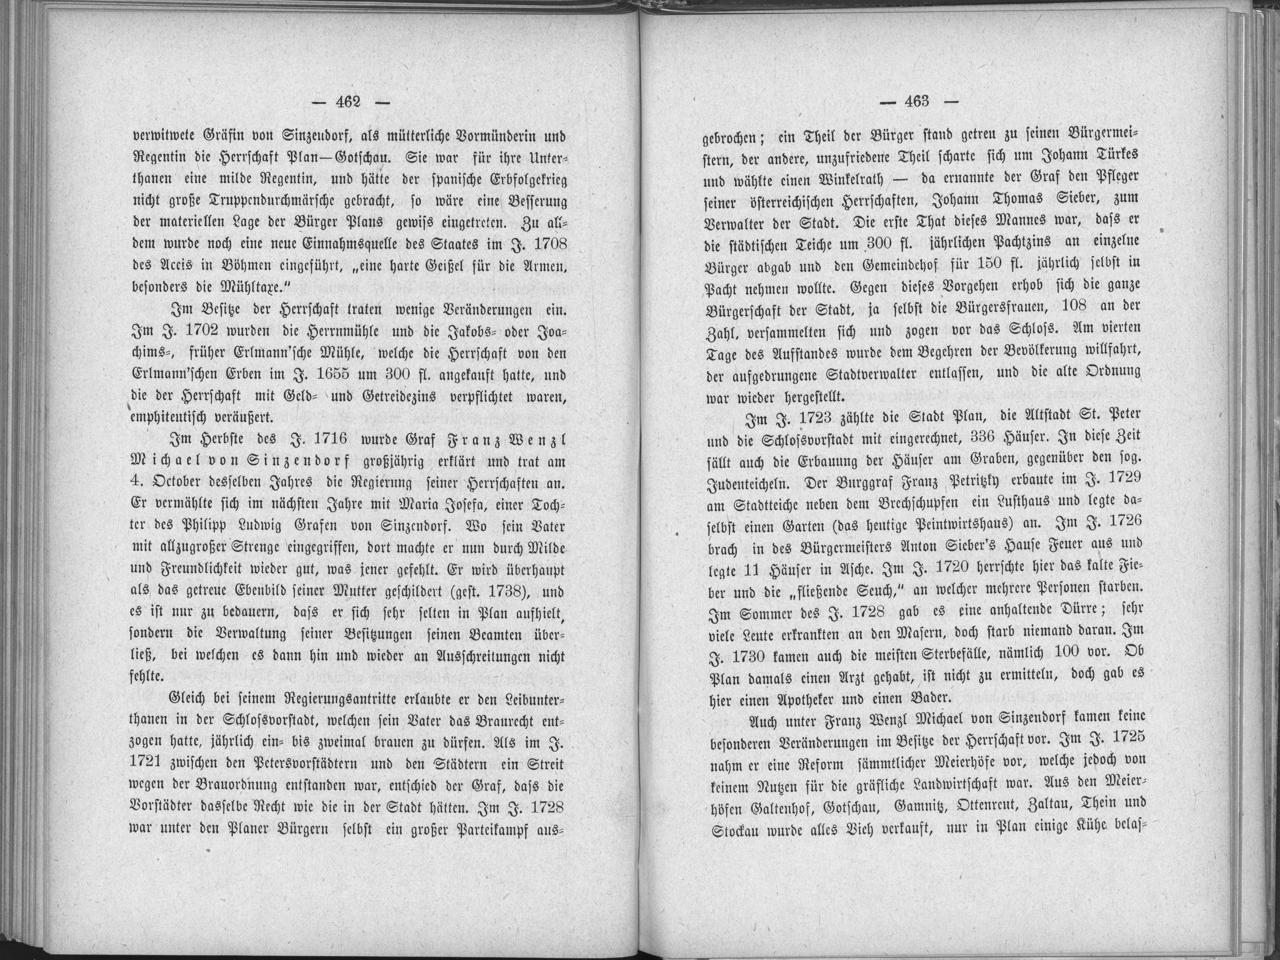 — 462 —
verwitwete Gräfin von Sinzendorf, als mütterliche Vormünderin und
Regentin die Herrschaft Plan—Gotschau. Sie war für ihre Unter-
thanen eine milde Regentin, und hätte der spanische Erbfolgekrieg
nicht große Truppendurchmärsche gebracht, so wäre eine Besserung
der materiellen Lage der Bürger Plans gewiss eingetreten. Zu all-
dem wurde noch eine neue Einnahmsquelle des Staates im J. 1708
des Accis in Böhmen eingeführt, „eine harte Geißel für die Armen,
besonders die Mühltaxe.“
Im Besitze der Herrschaft traten wenige Veränderungen ein.
Im J. 1702 wurden die Herrnmühle und die Jakobs- oder Joa-
chims-, früher Erlmann'sche Mühle, welche die Herrschaft von den
Erlmann'schen Erben im J. 1655 um 300 fl. angekauft hatte, und
die der Herrschaft mit Geld- und Getreidezins verpflichtet waren,
emphitentisch veräußert.
Im Herbste des J. 1716 wurde Graf Franz Wenzl
Michael von Sinzendorf großjährig erklärt und trat am
4. October desselben Jahres die Regierung seiner Herrschaften an.
Er vermählte sich im nächsten Jahre mit Maria Josefa, einer Toch-
ter des Philipp Ludwig Grafen von Sinzendorf. Wo sein Vater
mit allzugroßer Strenge eingegriffen, dort machte er nun durch Milde
und Freundlichkeit wieder gut, was jener gefehlt. Er wird überhaupt
als das getreue Ebenbild seiner Mutter geschildert (gest. 1738), und
es ist nur zu bedauern, dass er sich sehr selten in Plan aufhielt,
sondern die Verwaltung seiner Besitzungen seinen Beamten über-
ließ, bei welchen es dann hin und wieder an Ausschreitungen nicht
fehlte.
Gleich bei seinem Regierungsantritte erlaubte er den Leibunter-
thanen in der Schlossvorstadt, welchen sein Vater das Braurecht ent-
zogen hatte, jährlich ein- bis zweimal brauen zu dürfen. Als im J.
1721 zwischen den Petersvorstädtern und den Städtern ein Streit
wegen der Brauordnung entstanden war, entschied der Graf, dass die
Vorstädter dasselbe Recht wie die in der Stadt hätten. Im J. 1728
war unter den Planer Bürgern selbst ein großer Parteikampf aus-
— 463 —
gebrochen; ein Theil der Bürger stand getreu zu seinen Bürgermei-
stern, der andere, unzufriedene Theil scharte sich um Johann Türkes
und wählte einen Winkelrath — da ernannte der Graf den Pfleger
seiner österreichischen Herrschaften, Johann Thomas Sieber, zum
Verwalter der Stadt. Die erste That dieses Mannes war, dass er
die städtischen Teiche um 300 fl. jährlichen Pachtzins an einzelne
Bürger abgab und den Gemeindehof für 150 fl. jährlich selbst in
Pacht nehmen wollte. Gegen dieses Vorgehen erhob sich die ganze
Bürgerschaft der Stadt, ja selbst die Bürgersfrauen, 108 an der
Zahl, versammelten sich und zogen vor das Schloss. Am vierten
Tage des Aufstandes wurde dem Begehren der Bevölkerung willfahrt,
der aufgedrungene Stadtverwalter entlassen, und die alte Ordnung
war wieder hergestellt.
Im J. 1723 zählte die Stadt Plan, die Altstadt St. Peter
und die Schlossvorstadt mit eingerechnet, 336 Häuser. In diese Zeit
fällt auch die Erbauung der Häuser am Graben, gegenüber den sog.
Judenteicheln. Der Burggraf Franz Petritzky erbaute im J. 1729
am Stadtteiche neben dem Brechschupfen ein Lusthaus und legte da-
selbst einen Garten (das heutige Peintwirtshaus) an. Im J. 1726
brach in des Bürgermeisters Anton Sieber's Hause Feuer aus und
legte 11 Häuser in Asche. Im J. 1720 herrschte hier das kalte Fie-
ber und die „fließende Seuch,“ an welcher mehrere Personen starben.
Im Sommer des J. 1728 gab es eine anhaltende Dürre; sehr
viele Leute erkrankten an den Masern, doch starb niemand daran. Im
J. 1730 kamen auch die meisten Sterbefälle, nämlich 100 vor. Ob
Plan damals einen Arzt gehabt, ist nicht zu ermitteln, doch gab es
hier einen Apotheker und einen Bader.
Auch unter Franz Wenzl Michael von Sinzendorf kamen keine
besonderen Veränderungen im Besitze der Herrschaft vor. Im J. 1725
nahm er eine Reform sämmtlicher Meierhöfe vor, welche jedoch von
keinem Nutzen für die gräfliche Landwirtschaft war. Aus den Meier-
höfen Galtenhof, Gotschau, Gamnitz, Ottenreut, Zaltau, Thein und
Stockau wurde alles Vieh verkauft, nur in Plan einige Kühe belas-